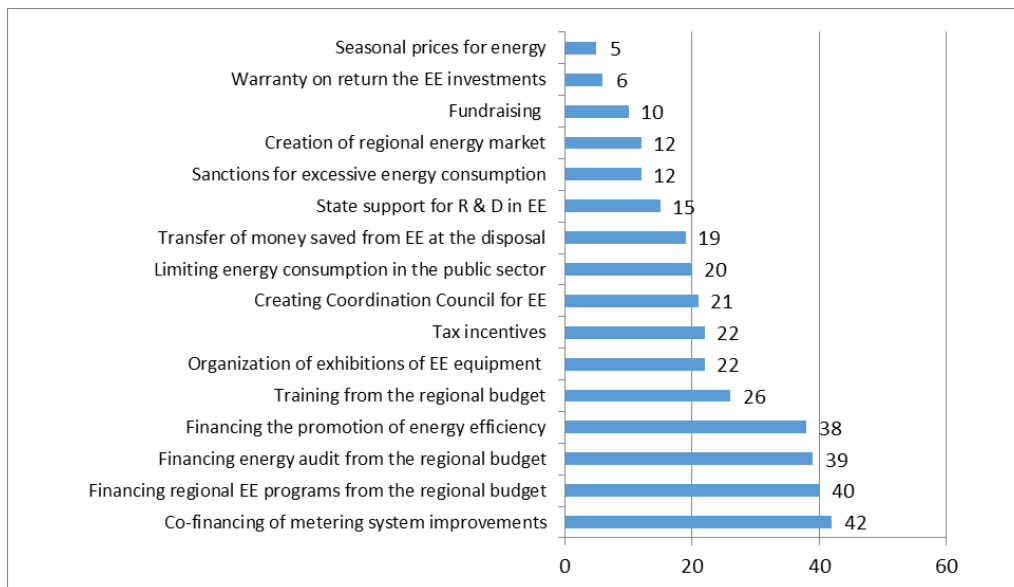 Seasonal prices for energy 5
Warranty on return the EE investments 6
Fundraising 10
Creation of regional energy market 12
Sanctions for excessive energy consumption 12
State support for R & D in EE 15
Transfer of money saved from EE at the disposal 19
Limiting energy consumption in the public sector 20
Creating Coordination Council for EE 21
Tax incentives 22
Organization of exhibitions of EE equipment 22
Training from the regional budget 26
Financing the promotion of energy efficiency 38
Financing energy audit from the regional budget 39
Financing regional EE programs from the regional budget 40
Co-financing of metering system improvements 42
0 20 40 60